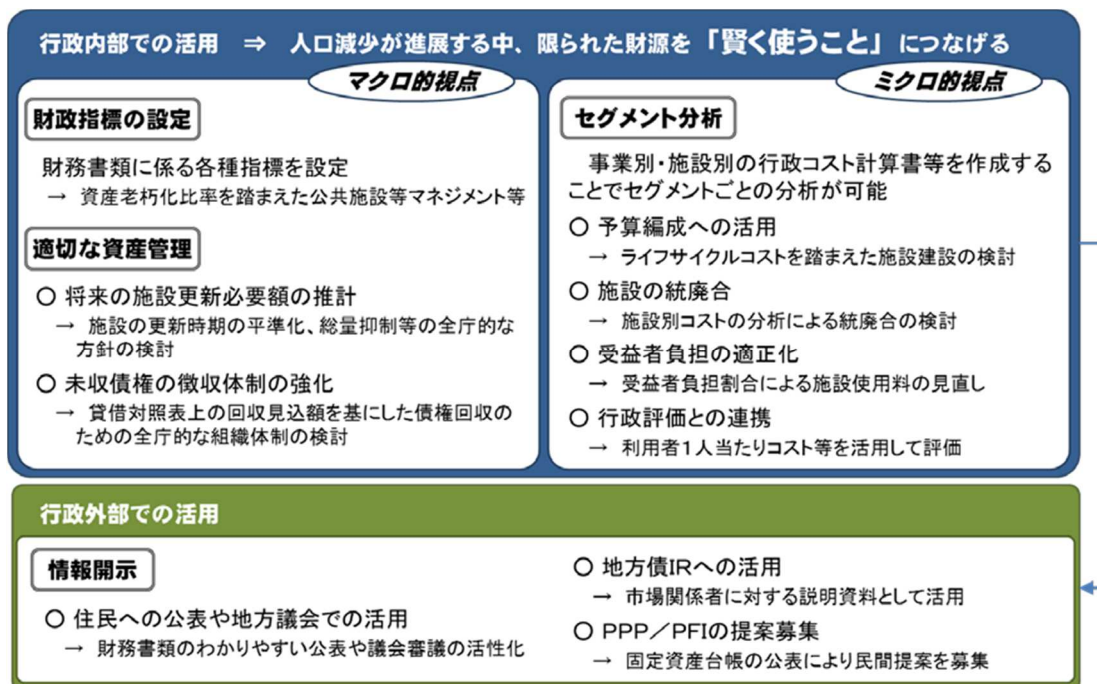 行政内部での活用 ⇒ 人口減少が進展する中、限られた財源を「賢く使うこと」につなげる
マクロ的視点
財政指標の設定
財務書類に係る各種指標を設定
→ 資産老朽化比率を踏まえた公共施設等マネジメント等
適切な資産管理
○ 将来の施設更新必要額の推計
→ 施設の更新時期の平準化、総量抑制等の全庁的な
方針の検討
○ 未収債権の徴収体制の強化
→ 貸借対照表上の回収見込額を基にした債権回収の
ための全庁的な組織体制の検討
ミクロ的視点
セグメント分析
事業別・施設別の行政コスト計算書等を作成する
ことでセグメントごとの分析が可能
○ 予算編成への活用
→ ライフサイクルコストを踏まえた施設建設の検討
○ 施設の統廃合
→ 施設別コストの分析による統廃合の検討
○ 受益者負担の適正化
→ 受益者負担割合による施設使用料の見直し
○ 行政評価との連携
→ 利用者1人当たりコスト等を活用して評価
行政外部での活用
情報開示
○ 住民への公表や地方議会での活用
→ 財務書類のわかりやすい公表や議会審議の活性化
○ 地方債IRへの活用
→ 市場関係者に対する説明資料として活用
○ PPP／PFIの提案募集
→ 固定資産台帳の公表により民間提案を募集